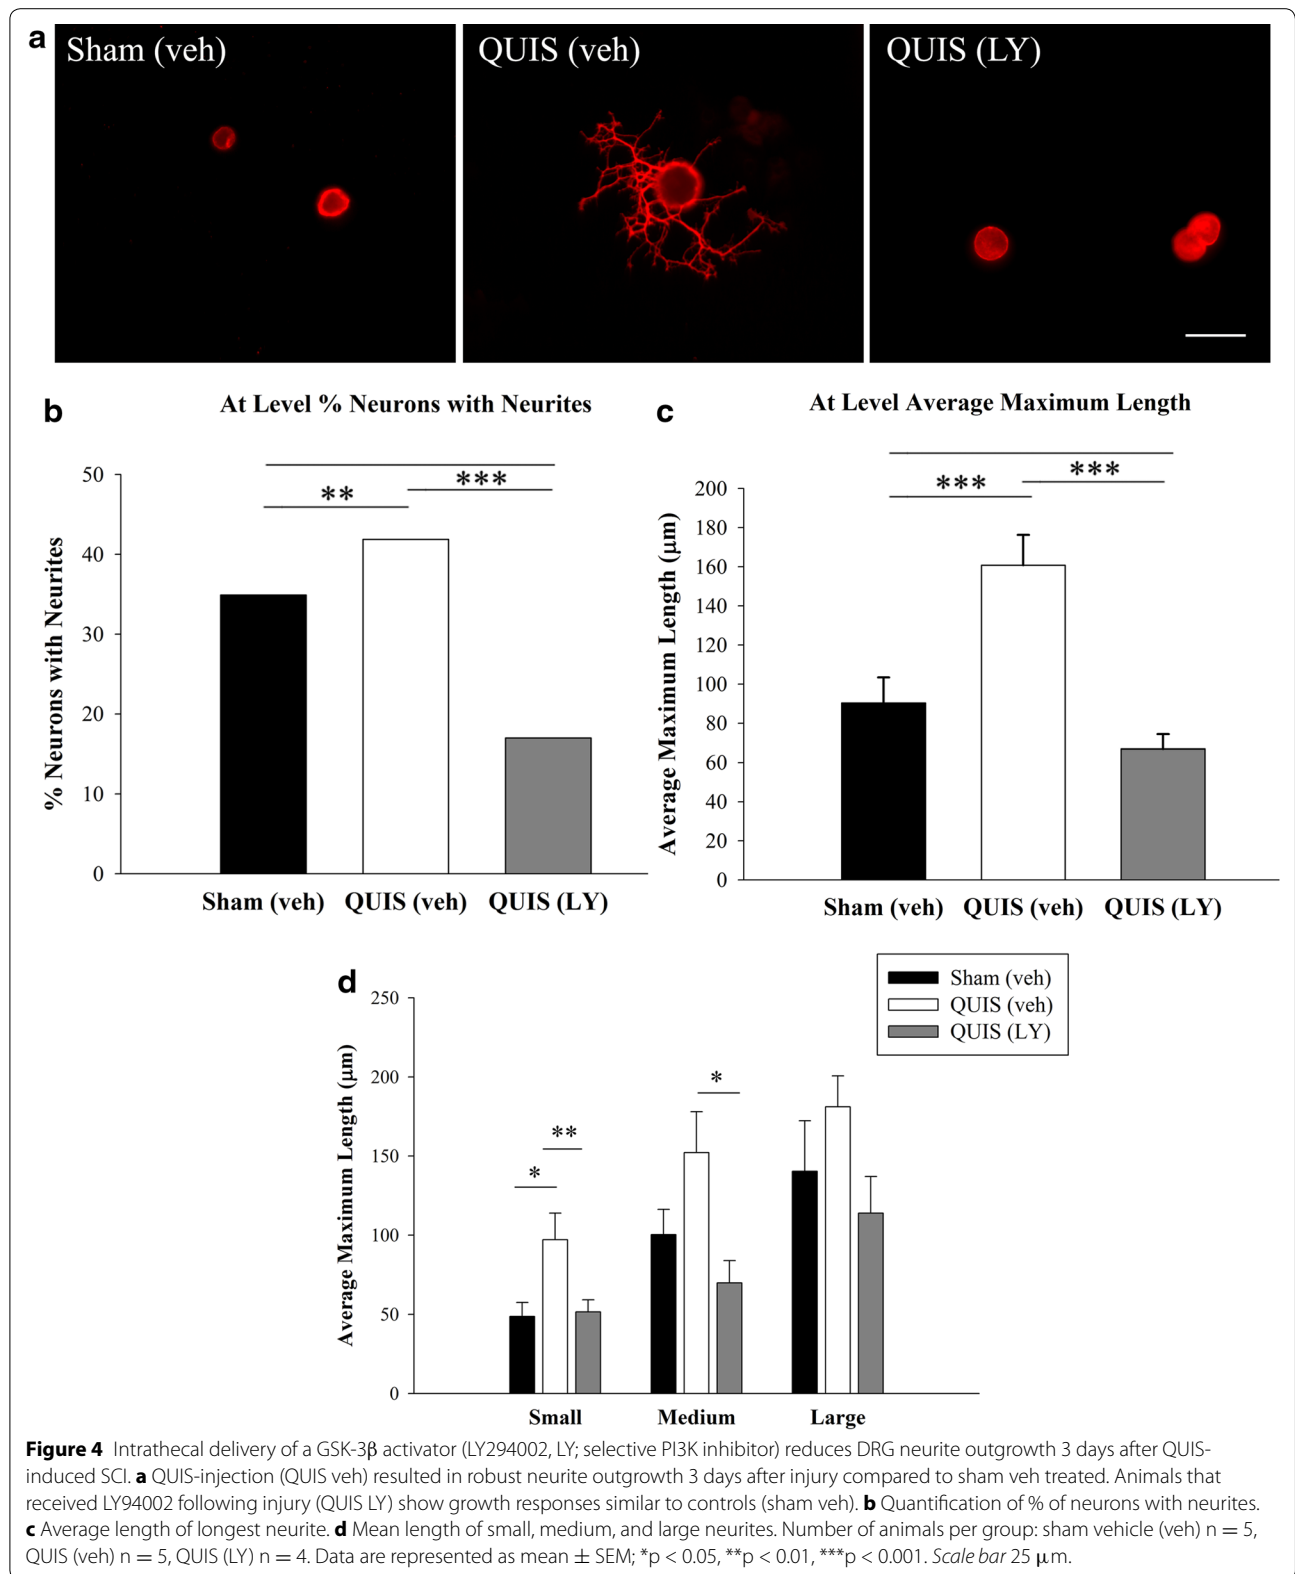 a
Sham (veh)
QUIS (veh)
QUIS (LY)
b
At Level % Neurons with Neurites
% Neurons with Neurites
50
40
30
20
10
0
**
***
Sham (veh)
QUIS (veh)
QUIS (LY)
c
At Level Average Maximum Length
Average Maximum Length (μm)
200
180
160
140
120
100
80
60
40
20
0
***
***
Sham (veh)
QUIS (veh)
QUIS (LY)
d
Average Maximum Length (μm)
250
200
150
100
50
0
*
**
*
Small
Medium
Large
Sham (veh)
QUIS (veh)
QUIS (LY)
Figure 4 Intrathecal delivery of a GSK-3β activator (LY294002, LY; selective PI3K inhibitor) reduces DRG neurite outgrowth 3 days after QUIS-
induced SCI. a QUIS-injection (QUIS veh) resulted in robust neurite outgrowth 3 days after injury compared to sham veh treated. Animals that
received LY94002 following injury (QUIS LY) show growth responses similar to controls (sham veh). b Quantification of % of neurons with neurites.
c Average length of longest neurite. d Mean length of small, medium, and large neurites. Number of animals per group: sham vehicle (veh) n = 5,
QUIS (veh) n = 5, QUIS (LY) n = 4. Data are represented as mean ± SEM; *p < 0.05, **p < 0.01, ***p < 0.001. Scale bar 25 μm.